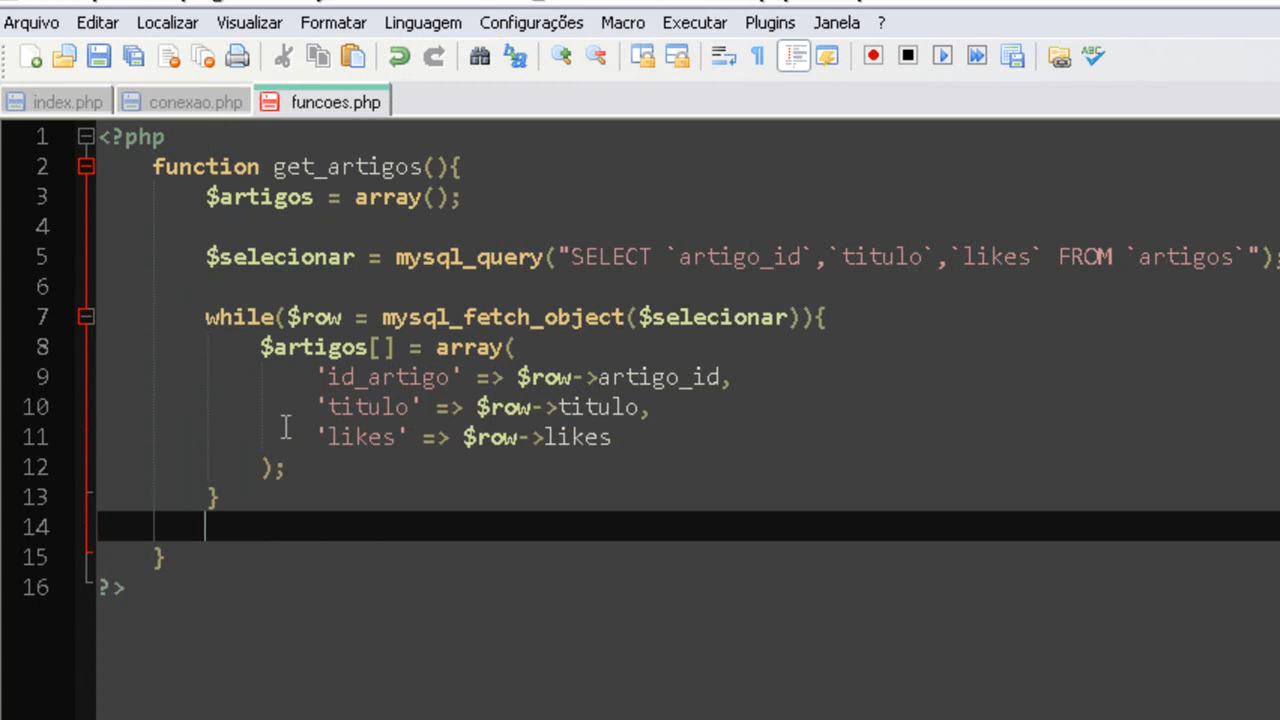 Arquivo Editar Localizar Visualizar Formatar Linguagem Configurações Macro Executar Plugins Janela ?
index.php conexao.php funcoes.php
1 <?php
2 function get_artigos(){
3 $artigos = array();
4
5 $selecionar = mysql_query("SELECT `artigo_id`,`titulo`,`likes` FROM `artigos`");
6
7 while($row = mysql_fetch_object($selecionar)){
8 $artigos[] = array(
9 'id_artigo' => $row->artigo_id,
10 'titulo' => $row->titulo,
11 'likes' => $row->likes
12 );
13 }
14
15 }
16 ?>